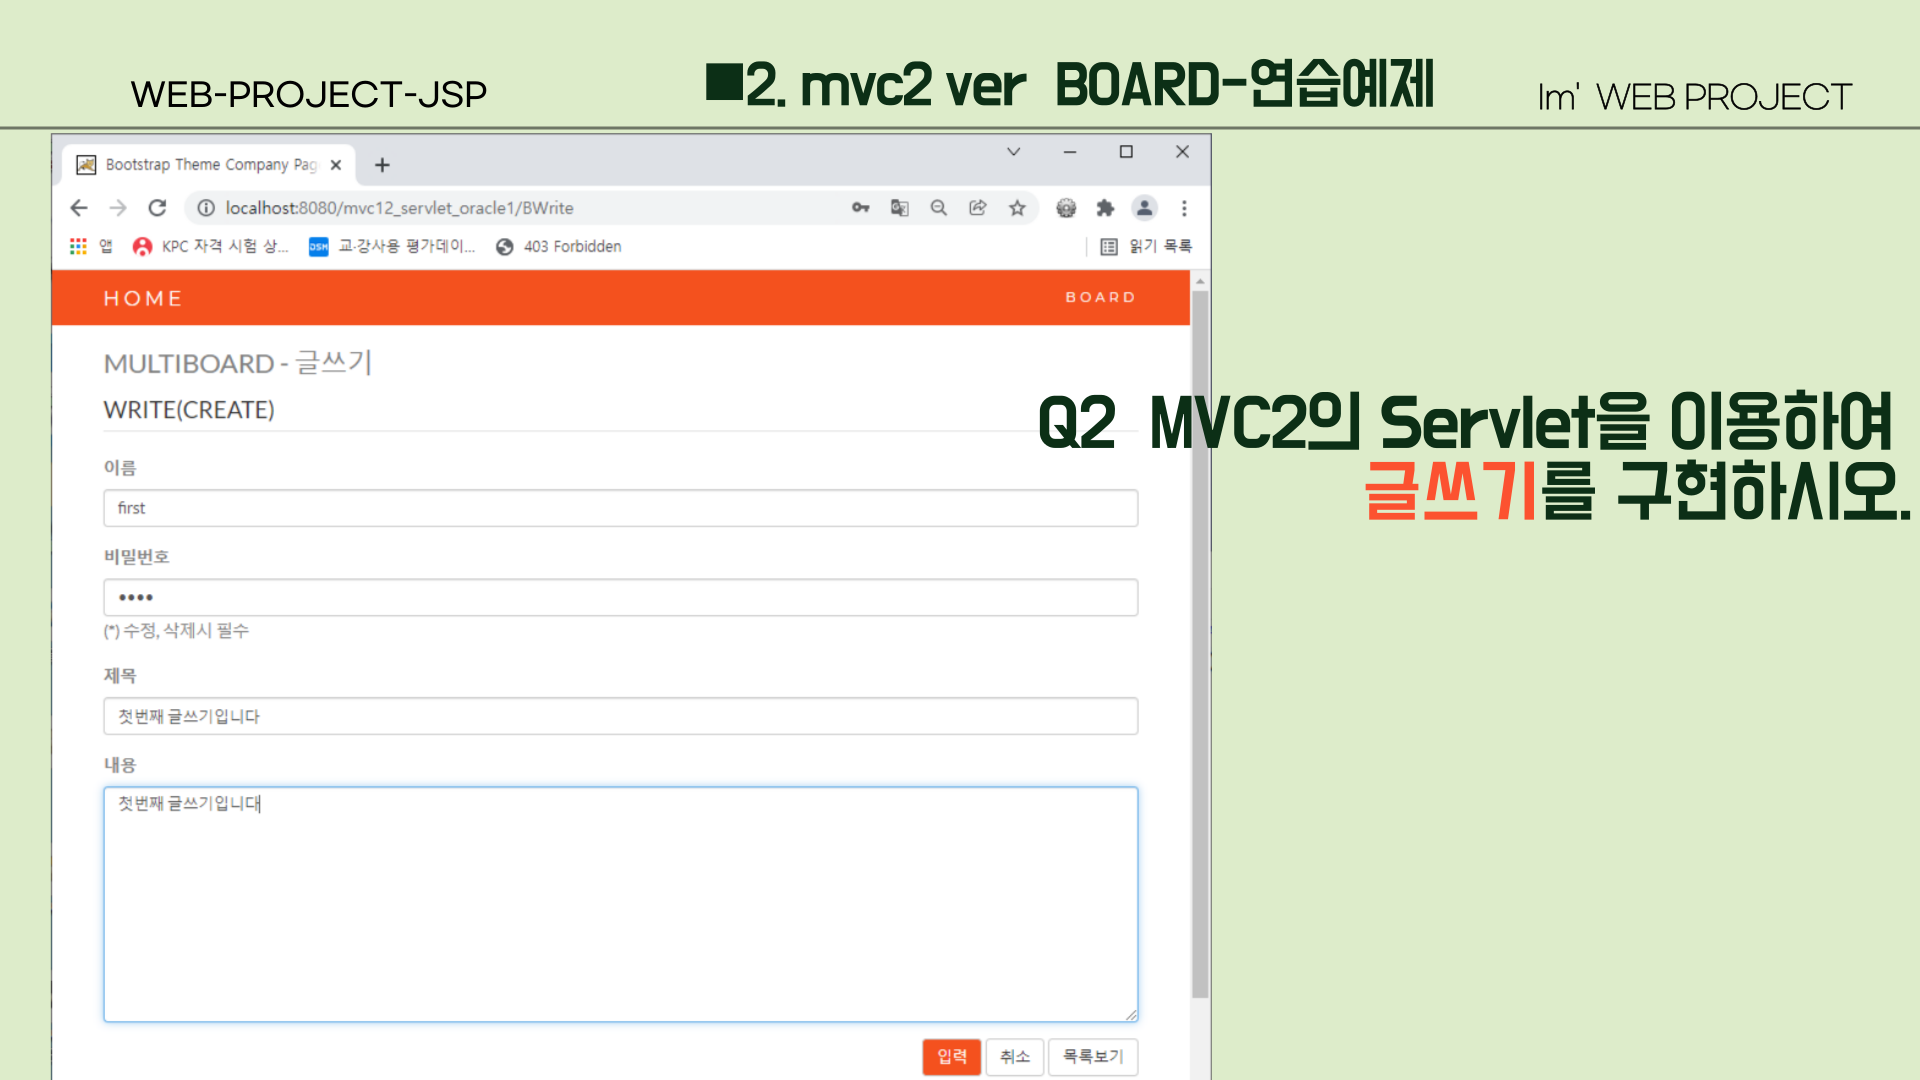 WEB-PROJECT-JSP
■2. mvc2 ver BOARD-연습예제
Im' WEB PROJECT
Bootstrap Theme Company Pag
localhost:8080/mvc12_servlet_oracle1/BWrite
앱
KPC 자격 시험 상...
DSM
교·강사용 평가데이...
403 Forbidden
읽기 목록
HOME
BOARD
MULTIBOARD - 글쓰기
WRITE(CREATE)
Q2 MVC2의 Servlet을 이용하여
글쓰기를 구현하시오.
이름
first
비밀번호
••••
(*) 수정, 삭제시 필수
제목
첫번째 글쓰기입니다
내용
첫번째 글쓰기입니다
입력
취소
목록보기